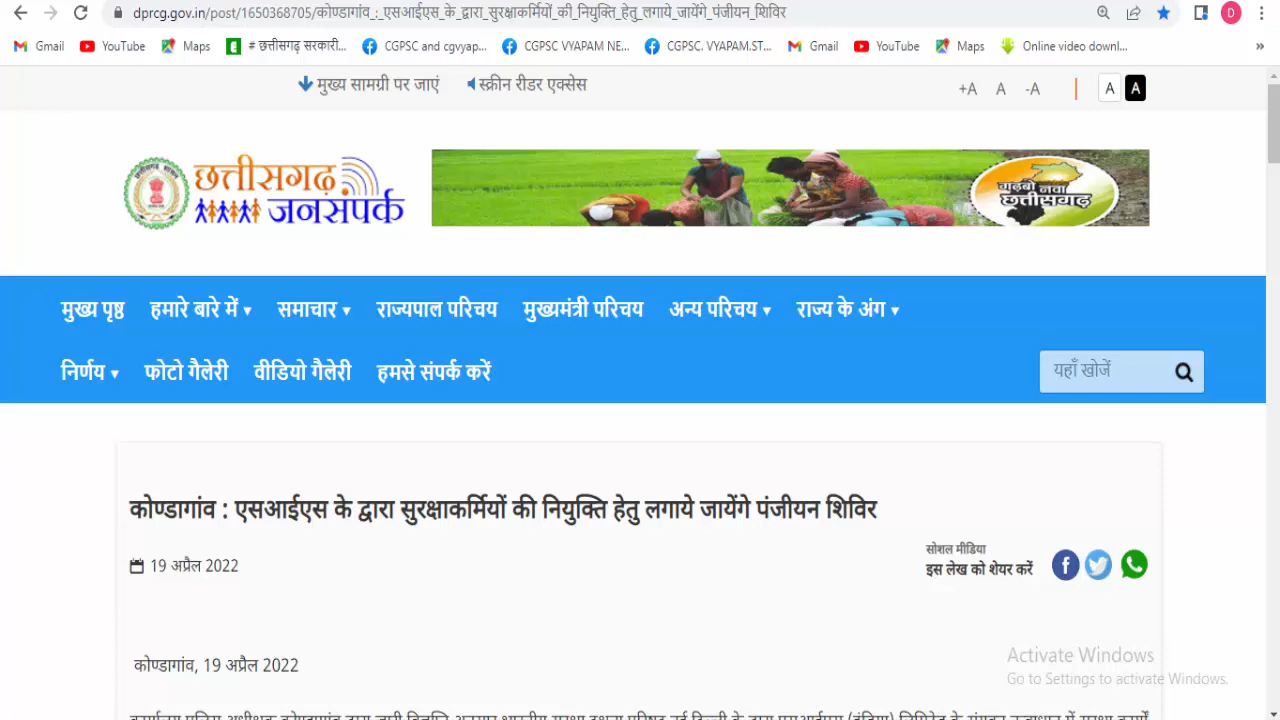 dprcg.gov.in/post/1650368705/कोण्डागांव_:_एसआईएस_के_द्वारा_सुरक्षाकर्मियों_की_नियुक्ति_हेतु_लगाये_जायेंगे_पंजीयन_शिविर
D
Gmail YouTube Maps # छत्तीसगढ़ सरकारी... CGPSC and cgvyap... CGPSC VYAPAM NE... CGPSC. VYAPAM.ST... Gmail YouTube Maps Online video downl... »
मुख्य सामग्री पर जाएं स्क्रीन रीडर एक्सेस +A A -A | A A
छत्तीसगढ़ जनसंपर्क
गढ़बो नवा छत्तीसगढ़
मुख्य पृष्ठ हमारे बारे में समाचार राज्यपाल परिचय मुख्यमंत्री परिचय अन्य परिचय राज्य के अंग
निर्णय फोटो गैलेरी वीडियो गैलेरी हमसे संपर्क करें यहाँ खोजें
कोण्डागांव : एसआईएस के द्वारा सुरक्षाकर्मियों की नियुक्ति हेतु लगाये जायेंगे पंजीयन शिविर
19 अप्रैल 2022
सोशल मीडिया
इस लेख को शेयर करें
कोण्डागांव, 19 अप्रैल 2022
Activate Windows
Go to Settings to activate Windows.